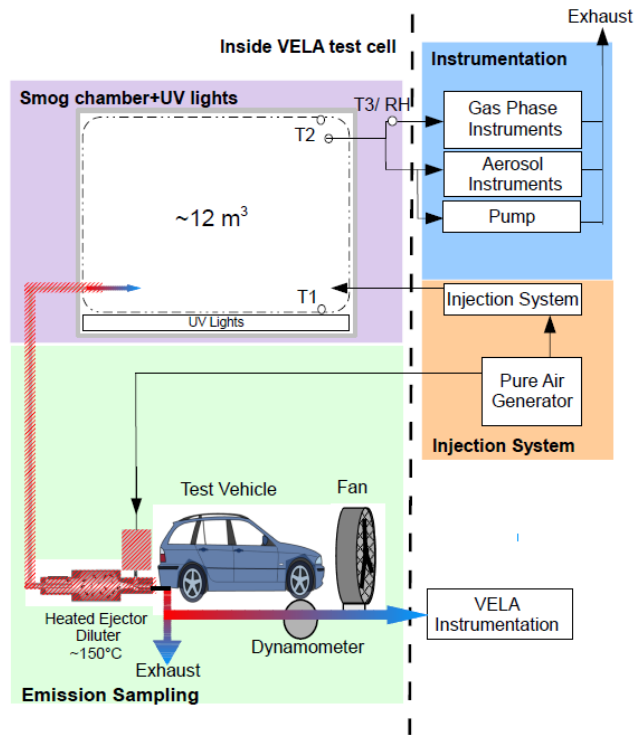 Exhaust
Inside VELA test cell
Instrumentation
Smog chamber+UV lights
T3/ RH
T2
Gas Phase
Instruments
Aerosol
Instruments
Pump
~12 m³
T1
UV Lights
Injection System
Pure Air
Generator
Injection System
Test Vehicle
Fan
Heated Ejector
Diluter
~150°C
Exhaust
Dynamometer
VELA
Instrumentation
Emission Sampling